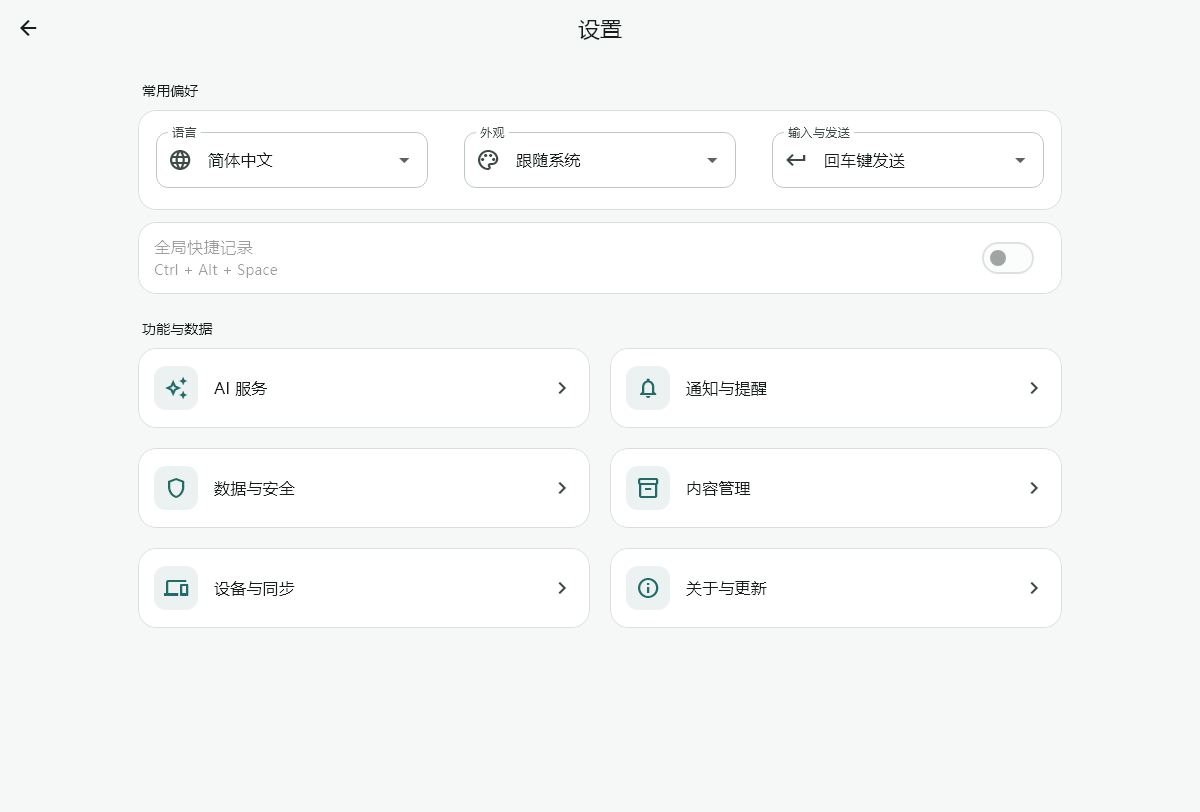 设置
常用偏好
语言
简体中文
外观
跟随系统
输入与发送
回车键发送
全局快捷记录
Ctrl + Alt + Space
功能与数据
AI 服务
通知与提醒
数据与安全
内容管理
设备与同步
关于与更新